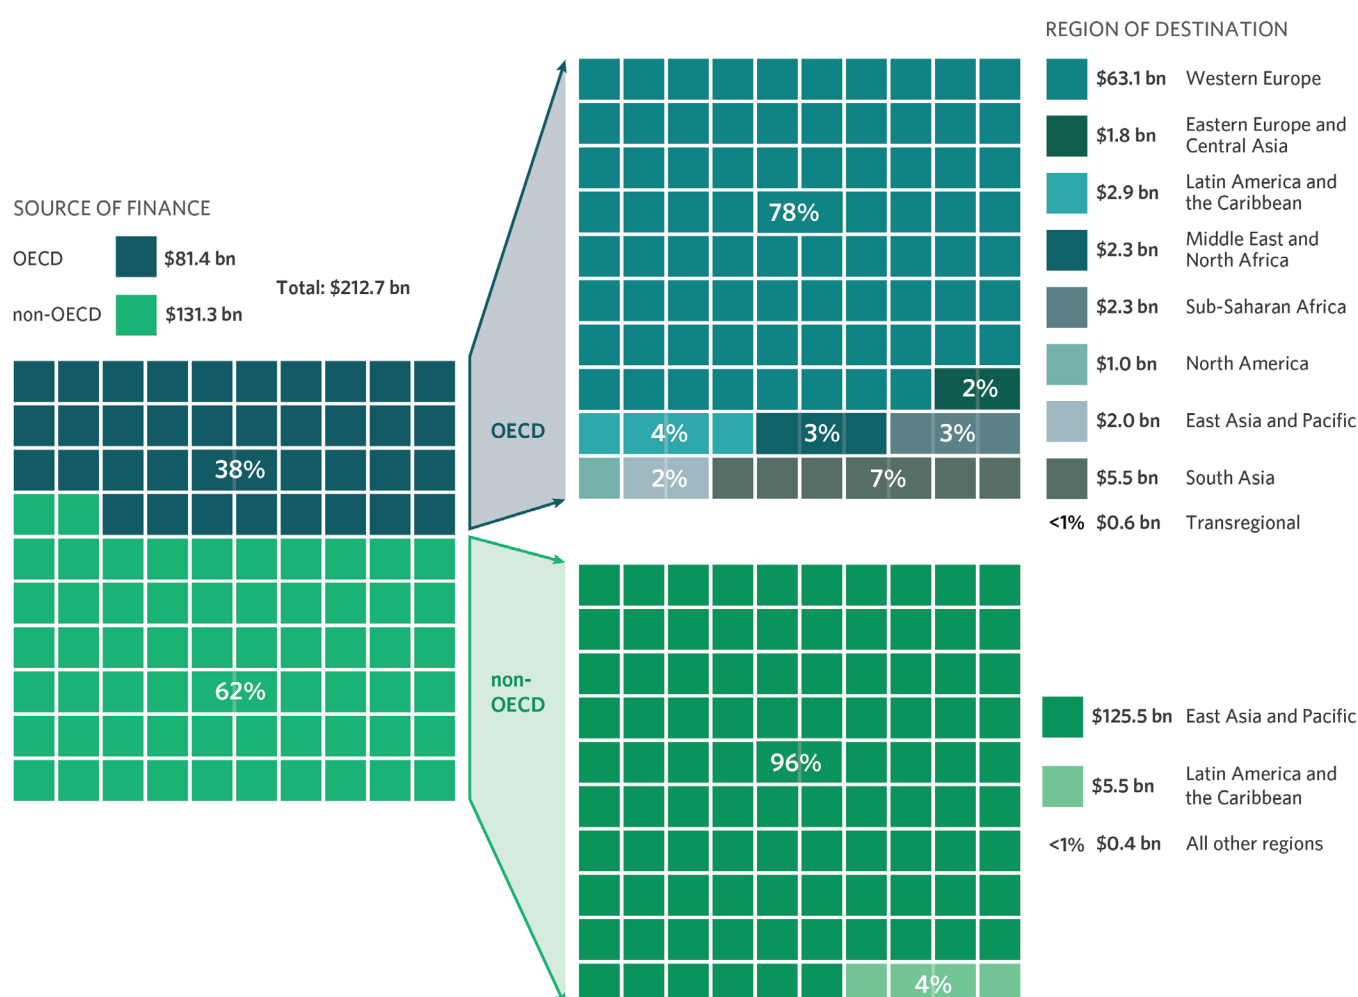 REGION OF DESTINATION
$63.1 bn Western Europe
$1.8 bn Eastern Europe and
Central Asia
$2.9 bn Latin America and
the Caribbean
$2.3 bn Middle East and
North Africa
$2.3 bn Sub-Saharan Africa
$1.0 bn North America
$2.0 bn East Asia and Pacific
$5.5 bn South Asia
<1% $0.6 bn Transregional
SOURCE OF FINANCE
OECD $81.4 bn
Total: $212.7 bn
non-OECD $131.3 bn
38%
62%
OECD
78%
2%
4% 3% 3%
2% 7%
non-
OECD
96%
4%
$125.5 bn East Asia and Pacific
$5.5 bn Latin America and
the Caribbean
<1% $0.4 bn All other regions